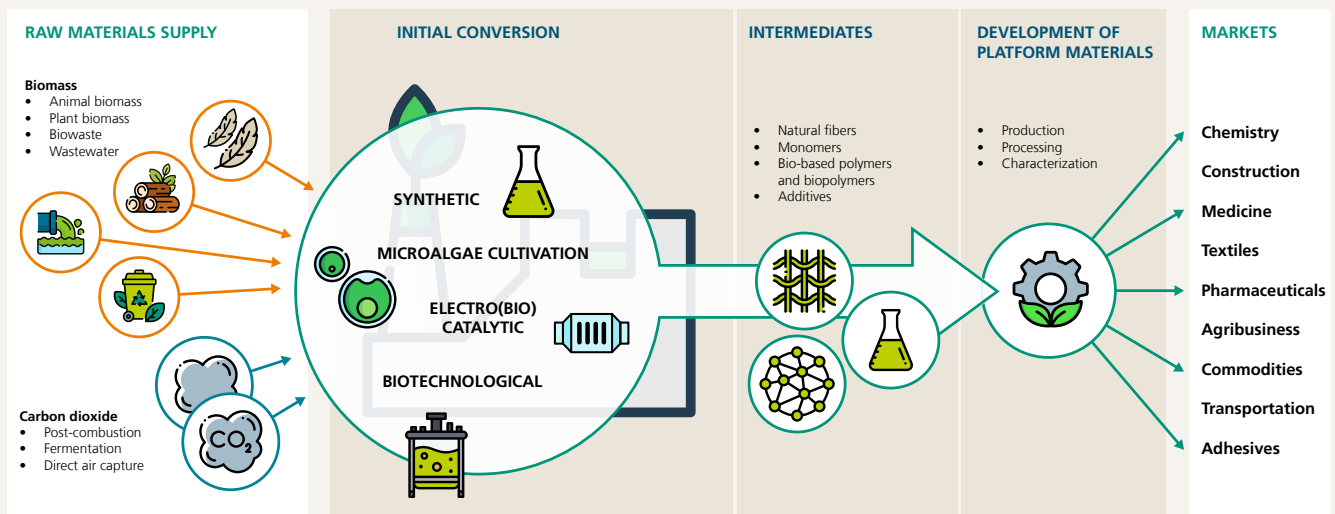 RAW MATERIALS SUPPLY
Biomass
• Animal biomass
• Plant biomass
• Biowaste
• Wastewater
Carbon dioxide
• Post-combustion
• Fermentation
• Direct air capture
CO2
INITIAL CONVERSION
SYNTHETIC
MICROALGAE CULTIVATION
ELECTRO(BIO)
CATALYTIC
BIOTECHNOLOGICAL
INTERMEDIATES
• Natural fibers
• Monomers
• Bio-based polymers
and biopolymers
• Additives
DEVELOPMENT OF
PLATFORM MATERIALS
• Production
• Processing
• Characterization
MARKETS
Chemistry
Construction
Medicine
Textiles
Pharmaceuticals
Agribusiness
Commodities
Transportation
Adhesives